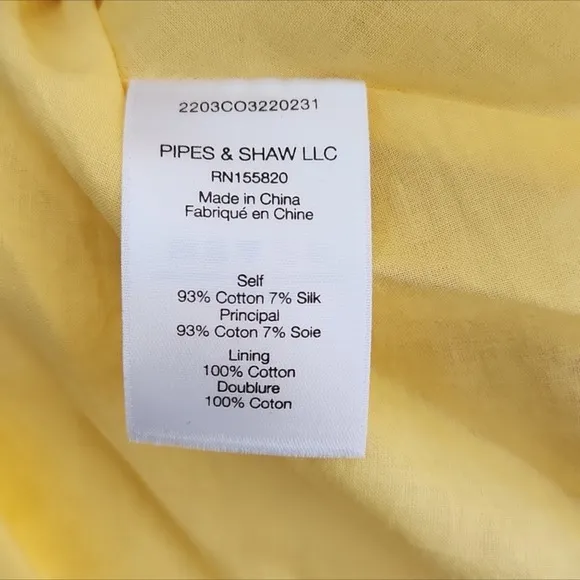 2203CO3220231
PIPES & SHAW LLC
RN155820
Made in China
Fabriqué en Chine
Self
93% Cotton 7% Silk
Principal
93% Coton 7% Soie
Lining
100% Cotton
Doublure
100% Coton